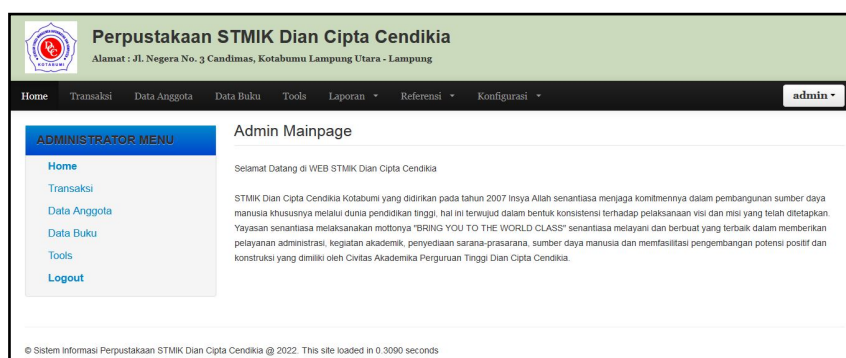 Perpustakaan STMIK Dian Cipta Cendikia
Alamat : Jl. Negera No. 3 Candimas, Kotabumu Lampung Utara - Lampung
Home Transaksi Data Anggota Data Buku Tools Laporan Referensi Konfigurasi admin
ADMINISTRATOR MENU
Home
Transaksi
Data Anggota
Data Buku
Tools
Logout
Admin Mainpage
Selamat Datang di WEB STMIK Dian Cipta Cendikia
STMIK Dian Cipta Cendikia Kotabumi yang didirikan pada tahun 2007 Insya Allah senantiasa menjaga komitmennya dalam pembangunan sumber daya
manusia khususnya melalui dunia pendidikan tinggi, hal ini terwujud dalam bentuk konsistensi terhadap pelaksanaan visi dan misi yang telah ditetapkan.
Yayasan senantiasa melaksanakan mottonya "BRING YOU TO THE WORLD CLASS" senantiasa melayani dan berbuat yang terbaik dalam memberikan
pelayanan administrasi, kegiatan akademik, penyediaan sarana-prasarana, sumber daya manusia dan memfasilitasi pengembangan potensi positif dan
konstruksi yang dimiliki oleh Civitas Akademika Perguruan Tinggi Dian Cipta Cendikia.
© Sistem Informasi Perpustakaan STMIK Dian Cipta Cendikia @ 2022. This site loaded in 0.3090 seconds